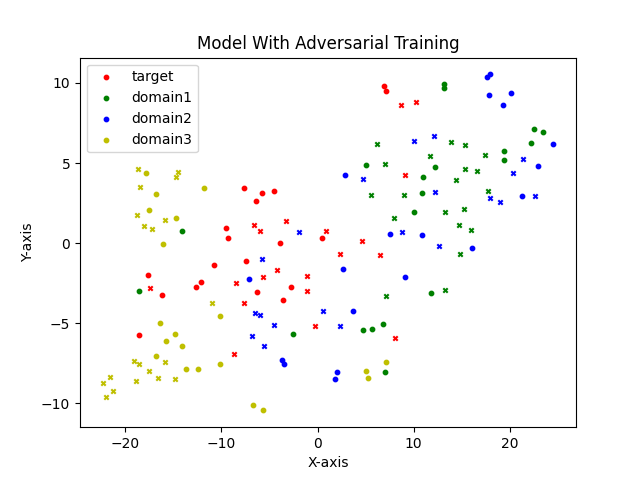 Model With Adversarial Training
target
domain1
domain2
domain3
Y-axis
10
5
0
−5
−10
−20
−10
0
10
20
X-axis